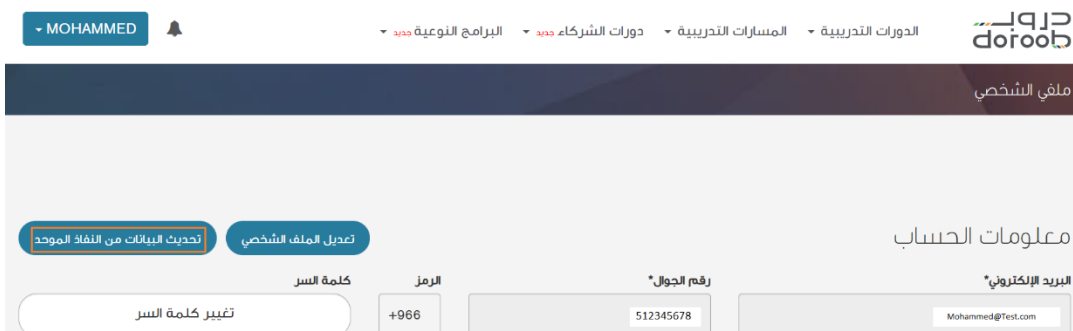 دروب
doroob
الدورات التدريبية المسارات التدريبية دورات الشركاء جديد البرامج النوعية جديد MOHAMMED
ملفي الشخصي
معلومات الحساب تعديل الملف الشخصي تحديث البيانات من النفاذ الموحد
البريد الإلكتروني* رقم الجوال* الرمز كلمة السر
Mohammed@Test.com 512345678 +966 تغيير كلمة السر